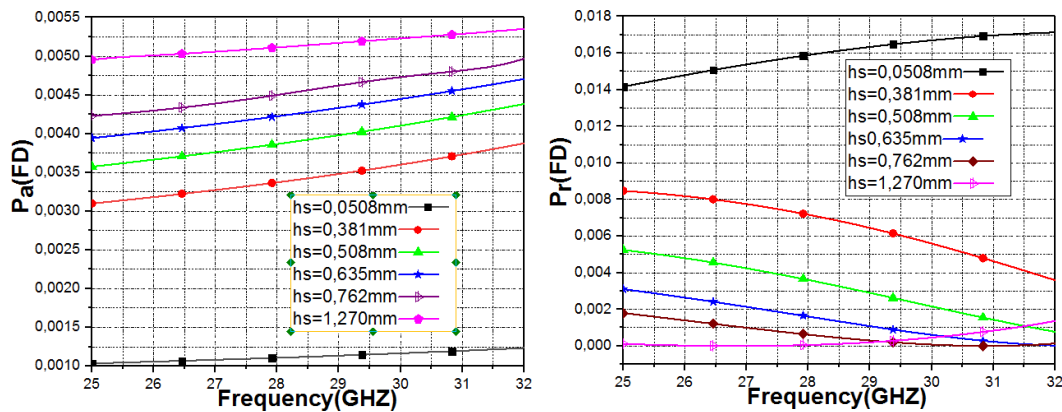 0,0055
0,0050
0,0045
0,0040
0,0035
0,0030
0,0025
0,0020
0,0015
0,0010
Pa(FD)
hs=0,0508mm
hs=0,381mm
hs=0,508mm
hs=0,635mm
hs=0,762mm
hs=1,270mm
25 26 27 28 29 30 31 32
Frequency(GHZ)
0,018
0,016
0,014
0,012
0,010
0,008
0,006
0,004
0,002
0,000
Pr(FD)
hs=0,0508mm
hs=0,381mm
hs=0,508mm
hs0,635mm
hs=0,762mm
hs=1,270mm
25 26 27 28 29 30 31 32
Frequency(GHZ)